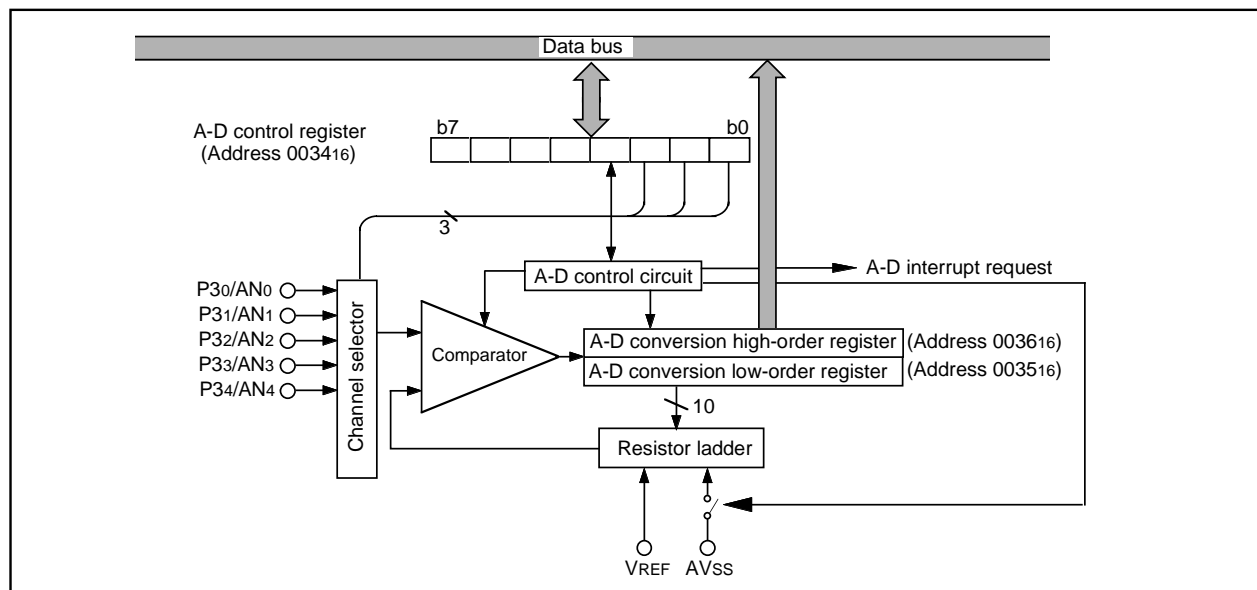 Data bus
b7 b0
A-D control register
(Address 003416)
3
A-D control circuit
A-D interrupt request
P30/AN0
P31/AN1
P32/AN2
P33/AN3
P34/AN4
Channel selector
Comparator
A-D conversion high-order register (Address 003616)
A-D conversion low-order register (Address 003516)
10
Resistor ladder
VREF AVSS